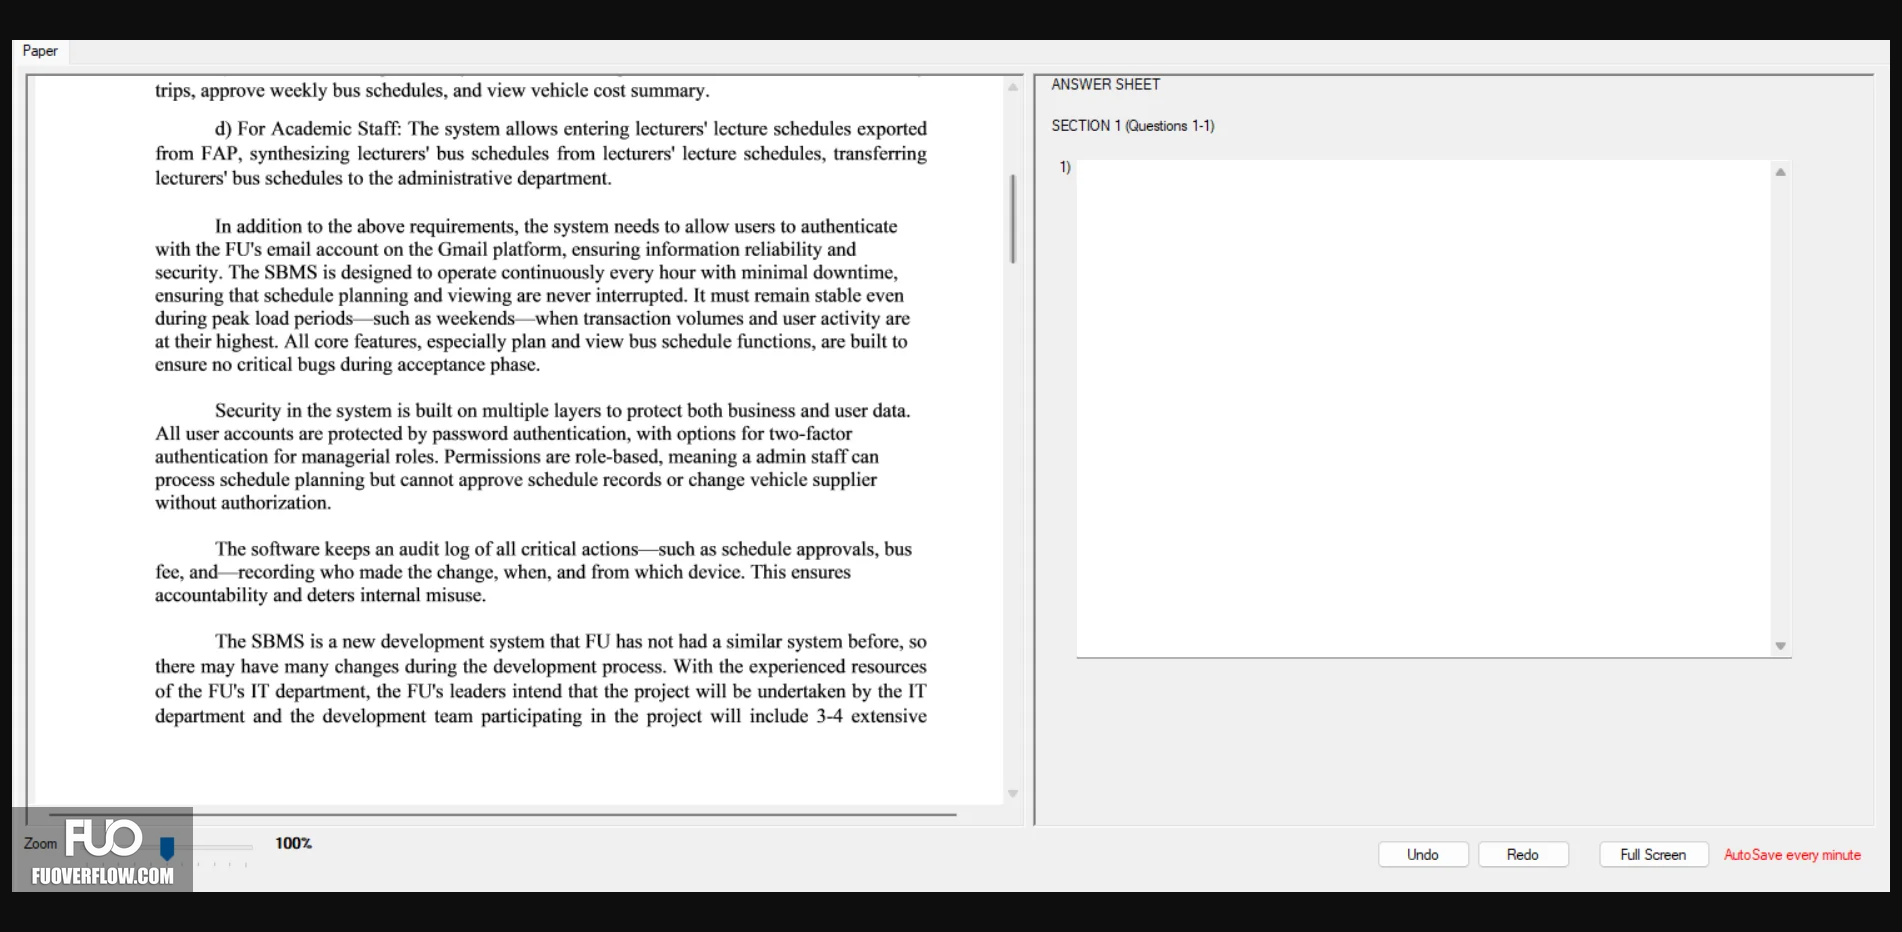 Paper
trips, approve weekly bus schedules, and view vehicle cost summary.
d) For Academic Staff: The system allows entering lecturers' lecture schedules exported
from FAP, synthesizing lecturers' bus schedules from lecturers' lecture schedules, transferring
lecturers' bus schedules to the administrative department.
In addition to the above requirements, the system needs to allow users to authenticate
with the FU's email account on the Gmail platform, ensuring information reliability and
security. The SBMS is designed to operate continuously every hour with minimal downtime,
ensuring that schedule planning and viewing are never interrupted. It must remain stable even
during peak load periods—such as weekends—when transaction volumes and user activity are
at their highest. All core features, especially plan and view bus schedule functions, are built to
ensure no critical bugs during acceptance phase.
Security in the system is built on multiple layers to protect both business and user data.
All user accounts are protected by password authentication, with options for two-factor
authentication for managerial roles. Permissions are role-based, meaning a admin staff can
process schedule planning but cannot approve schedule records or change vehicle supplier
without authorization.
The software keeps an audit log of all critical actions—such as schedule approvals, bus
fee, and—recording who made the change, when, and from which device. This ensures
accountability and deters internal misuse.
The SBMS is a new development system that FU has not had a similar system before, so
there may have many changes during the development process. With the experienced resources
of the FU's IT department, the FU's leaders intend that the project will be undertaken by the IT
department and the development team participating in the project will include 3-4 extensive
Zoom
100%
FUO
FUOVERFLOW.COM
ANSWER SHEET
SECTION 1 (Questions 1-1)
1)
Undo
Redo
Full Screen
AutoSave every minute